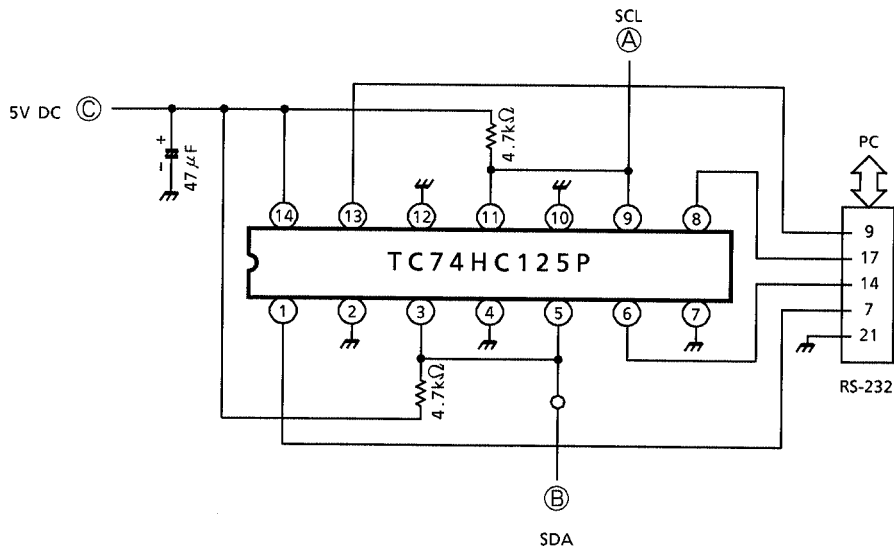 SCL
A
5V DC C
+
−
47μF
4.7kΩ
PC
14 13 12 11 10 9 8
TC74HC125P
1 2 3 4 5 6 7
9
17
14
7
21
4.7kΩ
RS-232
B
SDA